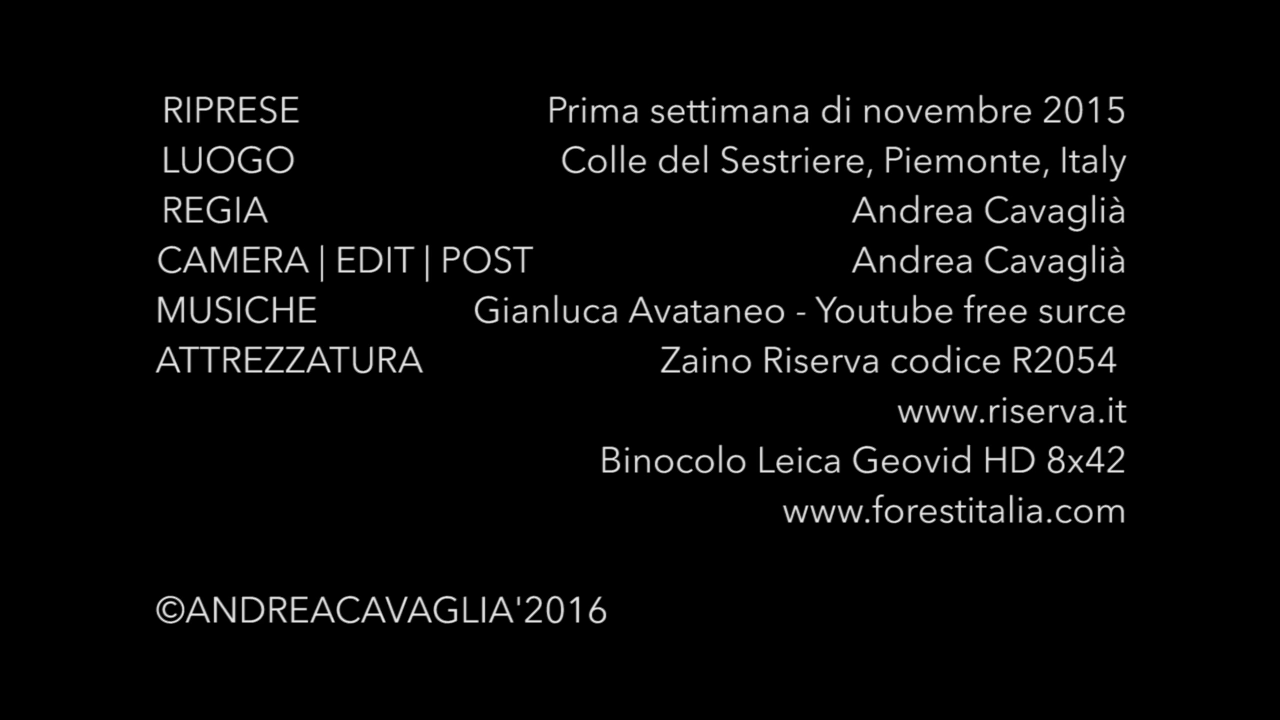 RIPRESE Prima settimana di novembre 2015
LUOGO Colle del Sestriere, Piemonte, Italy
REGIA Andrea Cavaglià
CAMERA | EDIT | POST Andrea Cavaglià
MUSICHE Gianluca Avataneo - Youtube free surce
ATTREZZATURA Zaino Riserva codice R2054
www.riserva.it
Binocolo Leica Geovid HD 8x42
www.forestitalia.com
©ANDREACAVAGLIA'2016